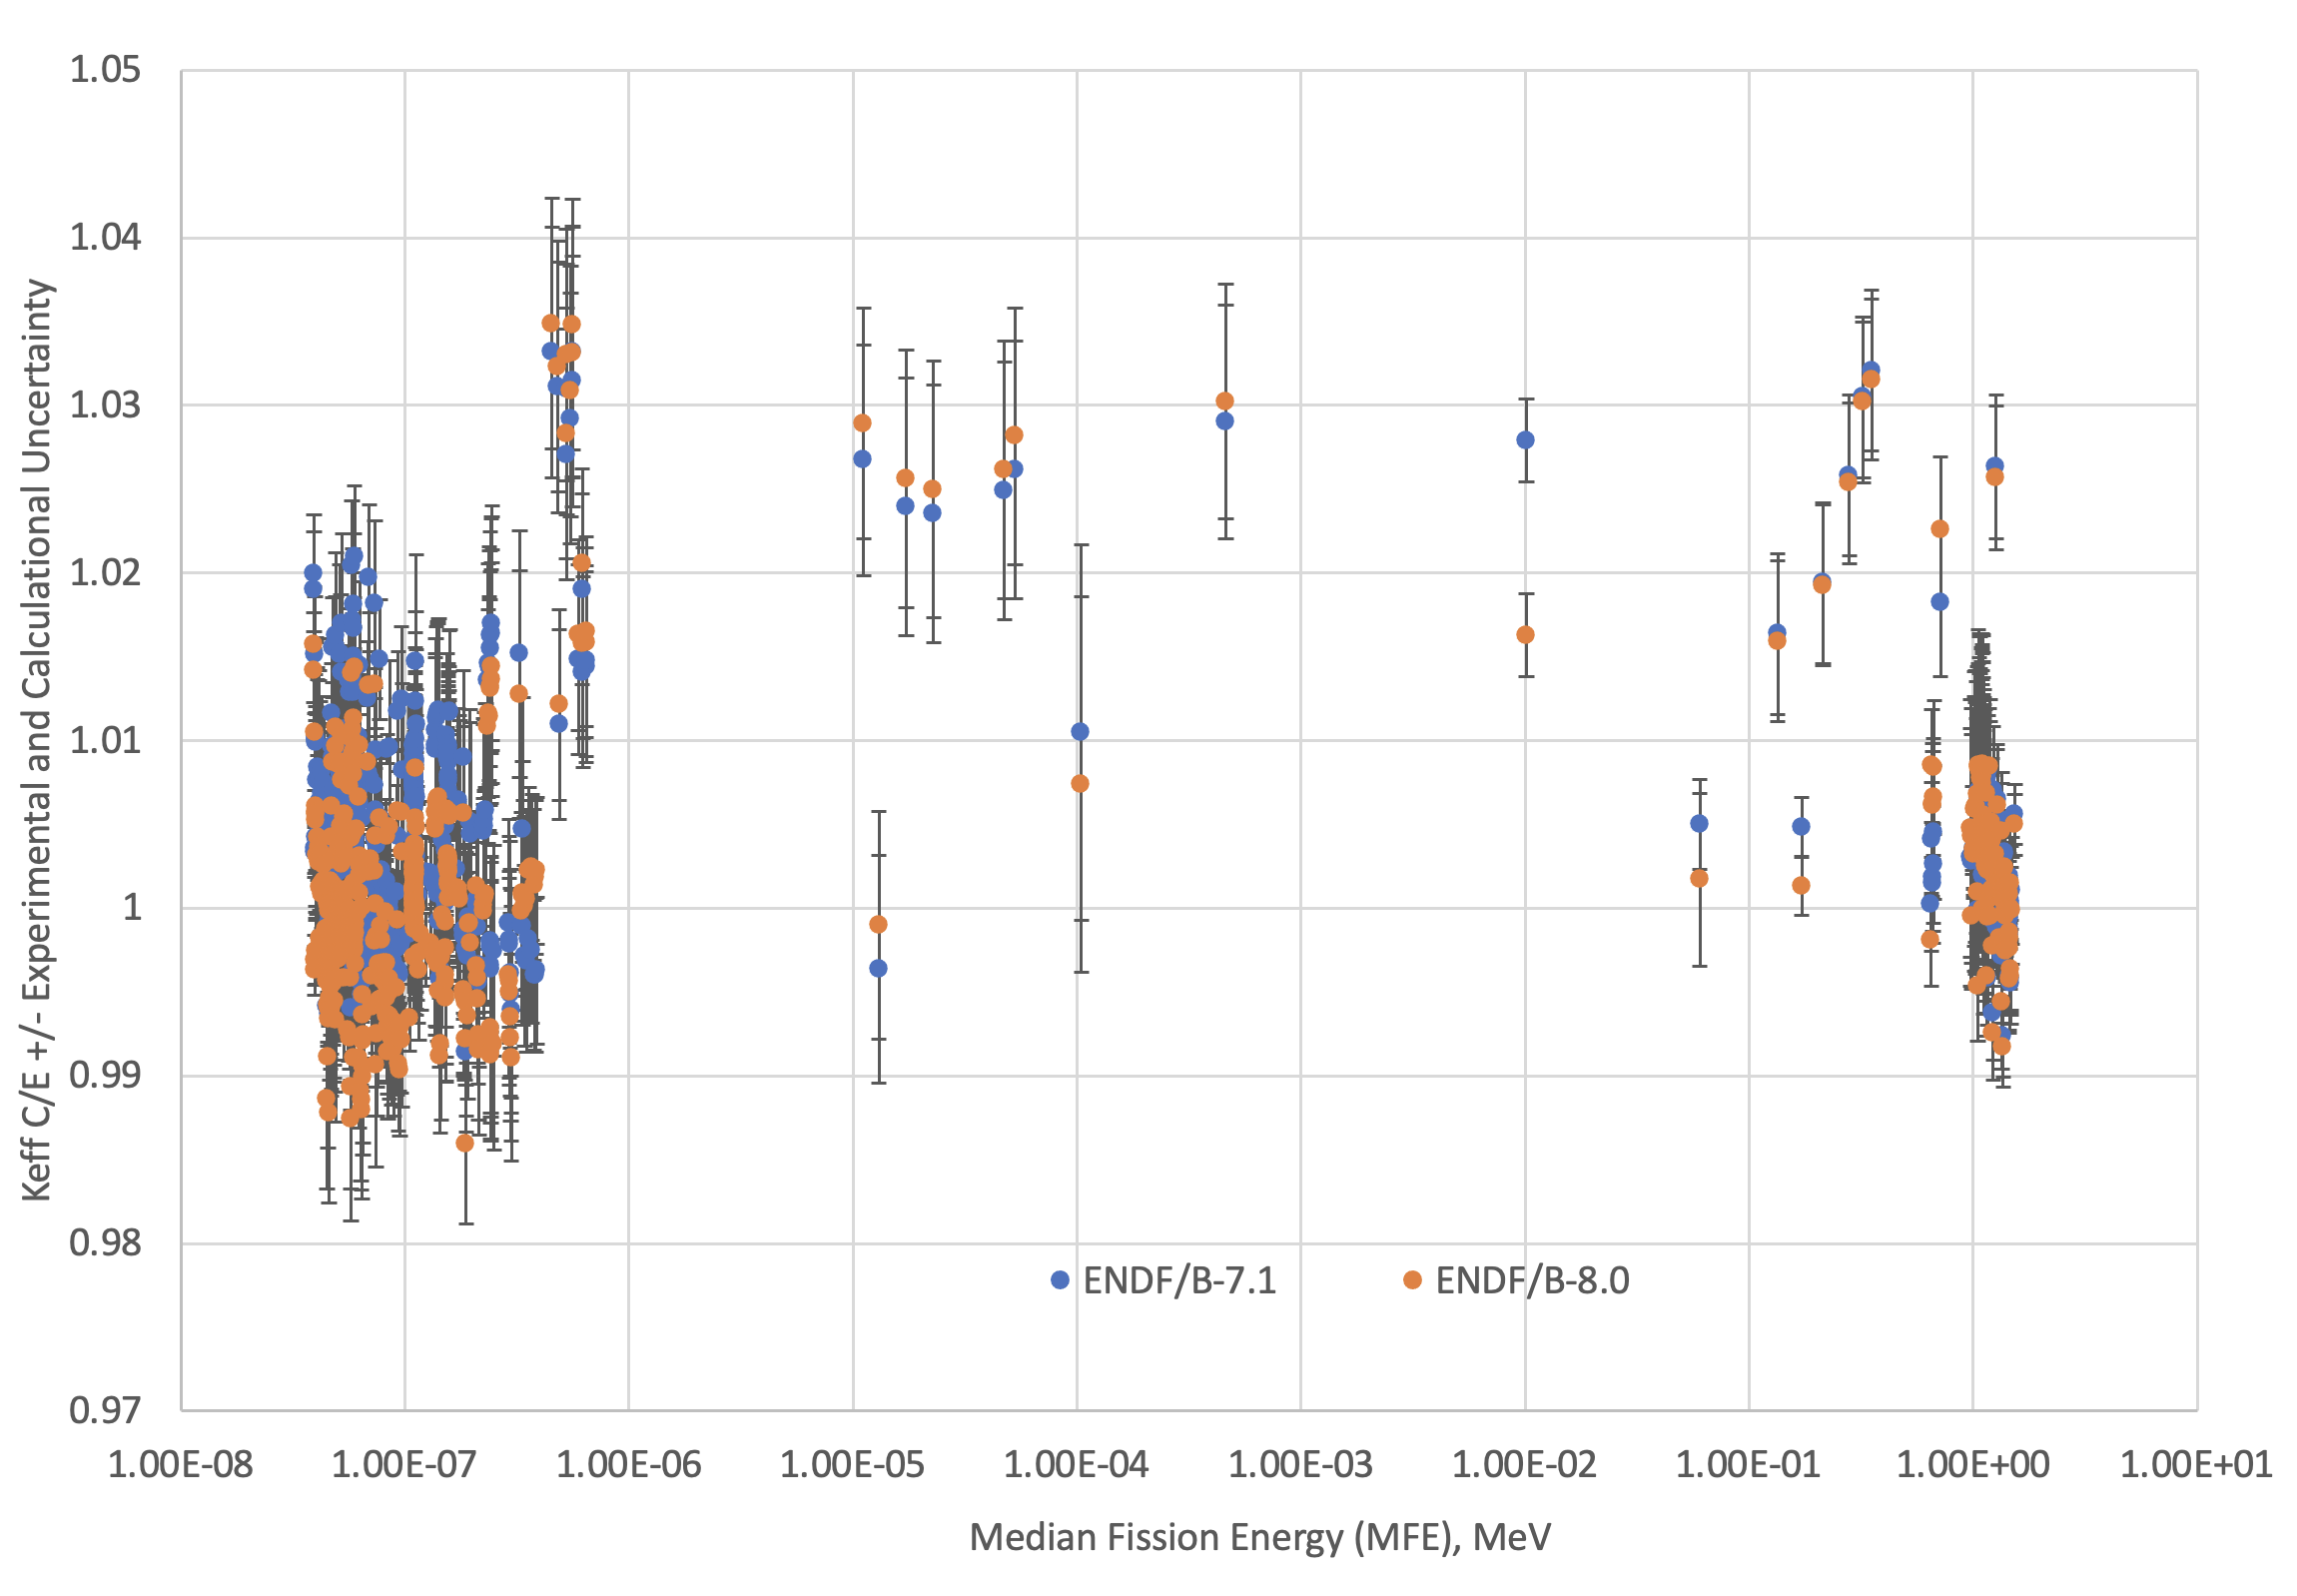 1.05
1.04
1.03
1.02
1.01
1
0.99
0.98
0.97
Keff C/E +/- Experimental and Calculational Uncertainty
ENDF/B-7.1 ENDF/B-8.0
1.00E-08 1.00E-07 1.00E-06 1.00E-05 1.00E-04 1.00E-03 1.00E-02 1.00E-01 1.00E+00 1.00E+01
Median Fission Energy (MFE), MeV